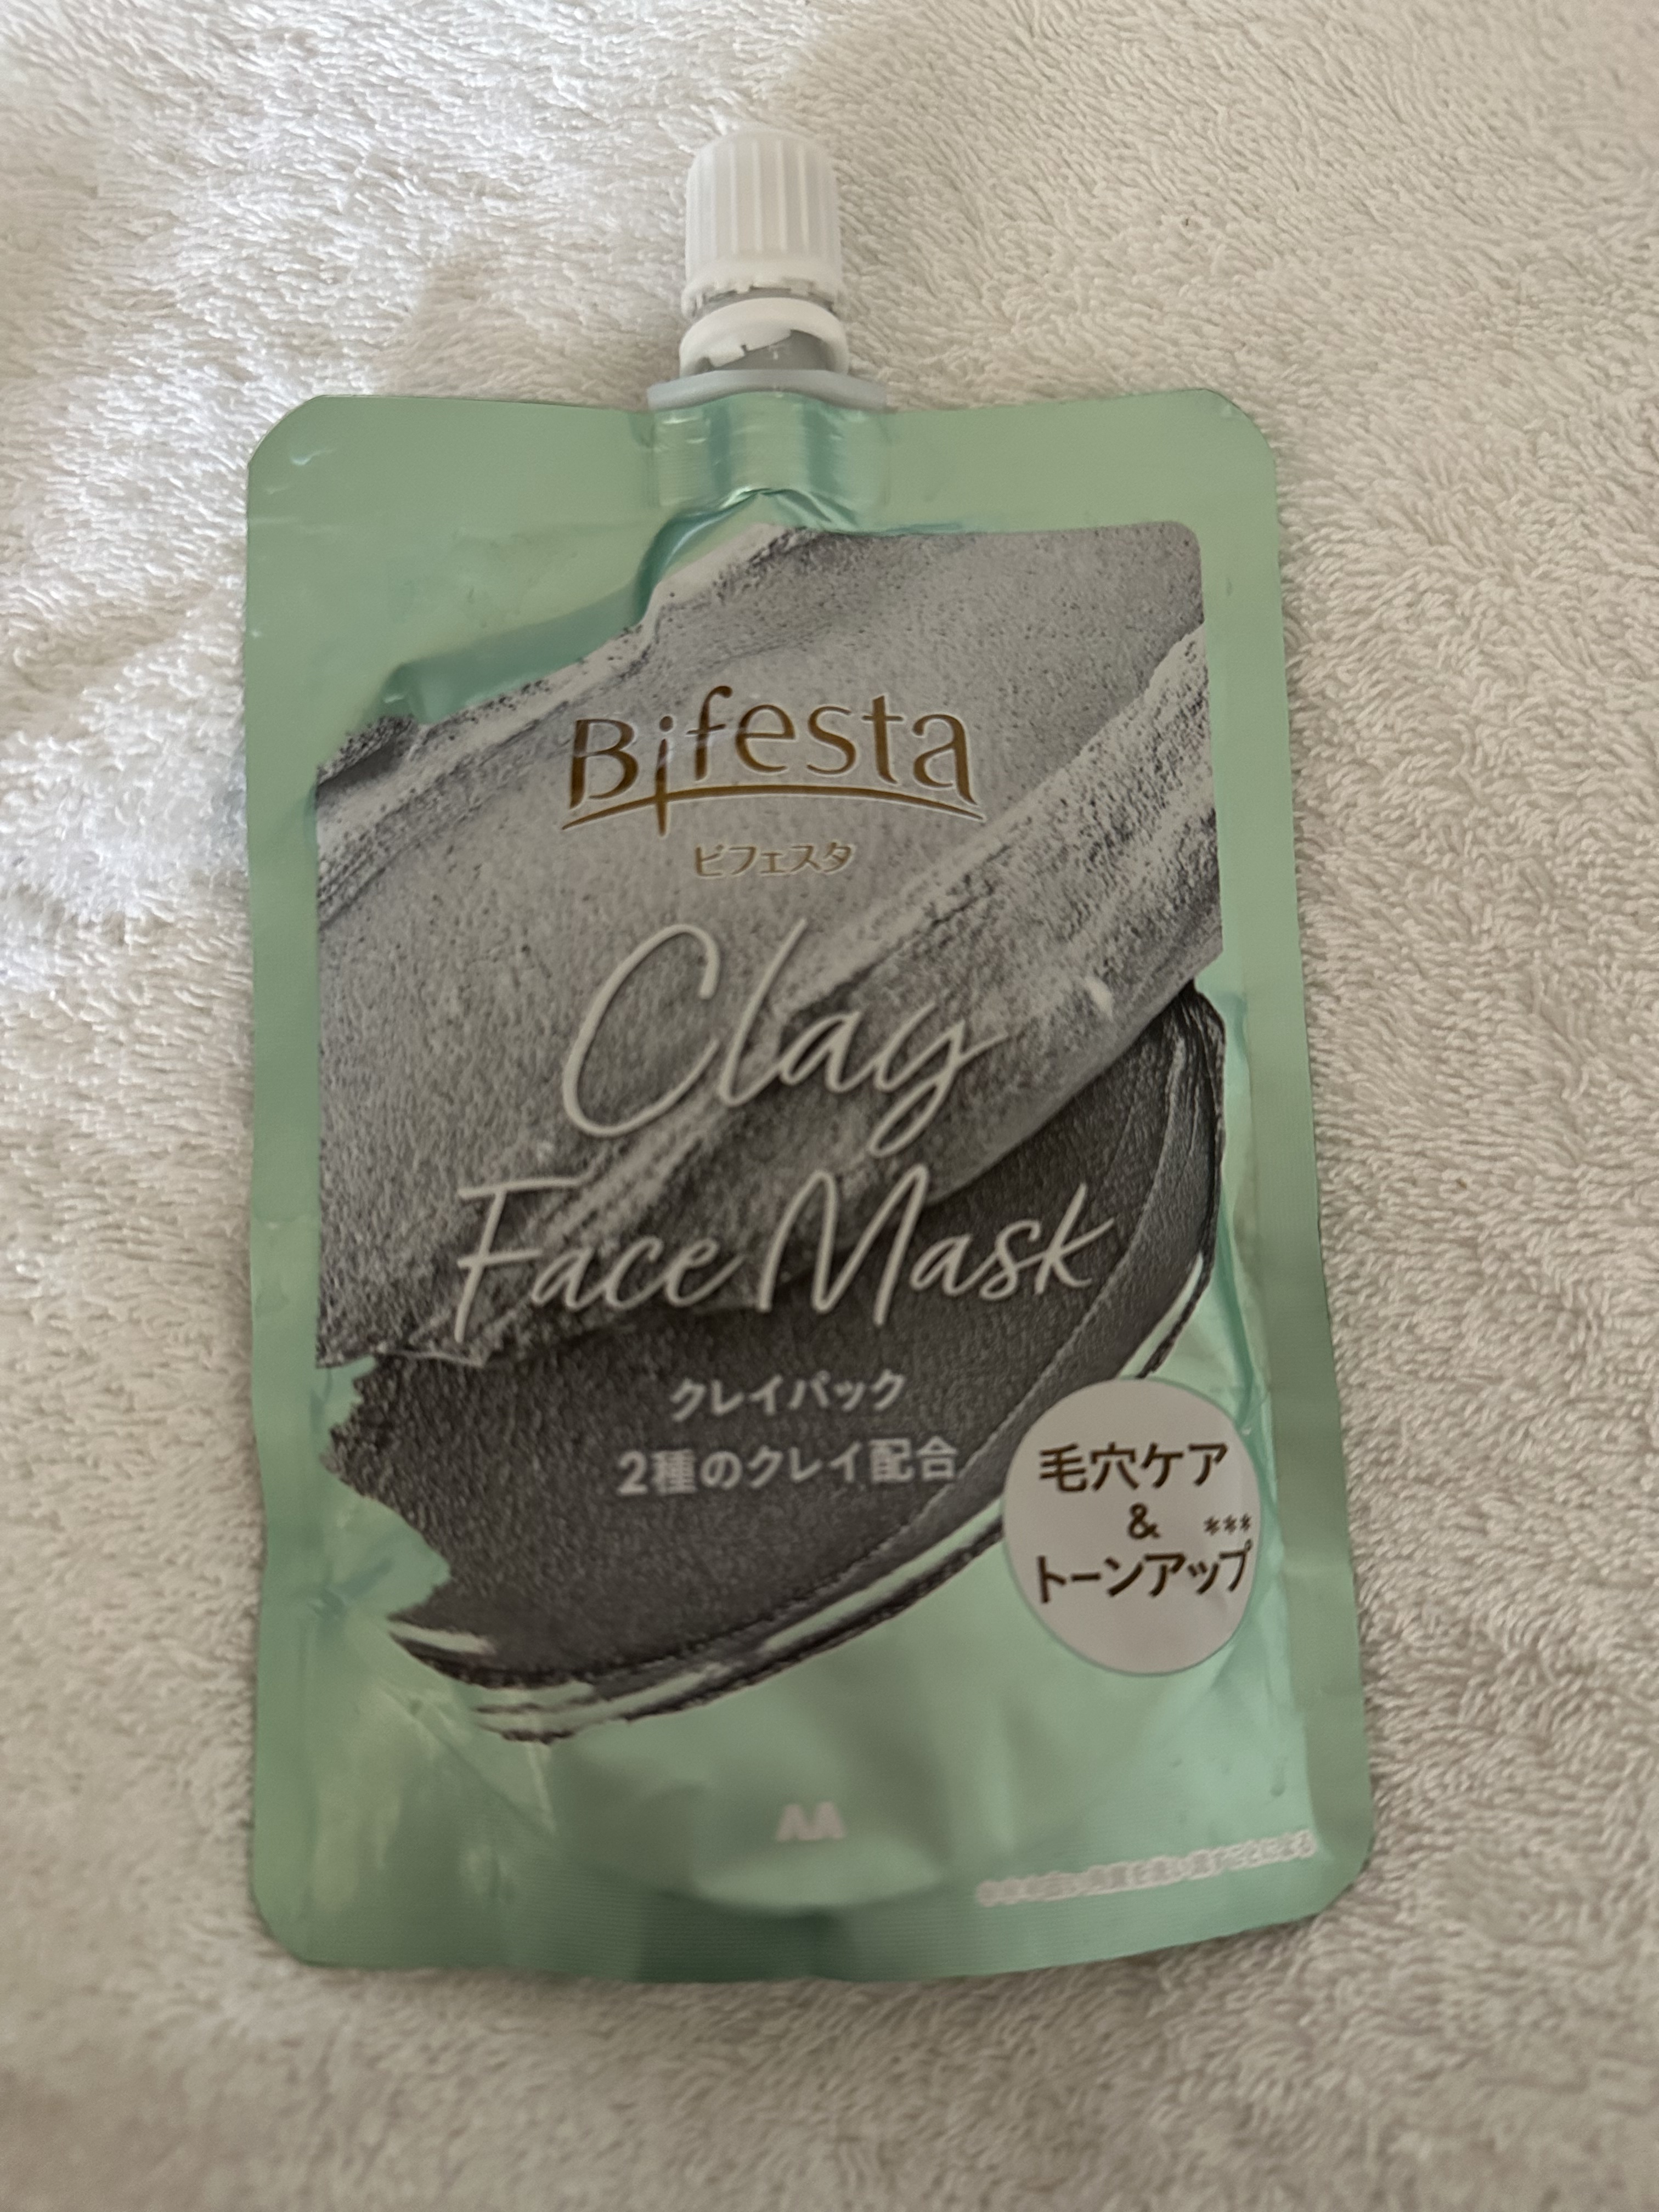 Bifesta
ビフェスタ
Clay
Face Mask
クレイパック
2種のクレイ配合
毛穴ケア
&
***
トーンアップ